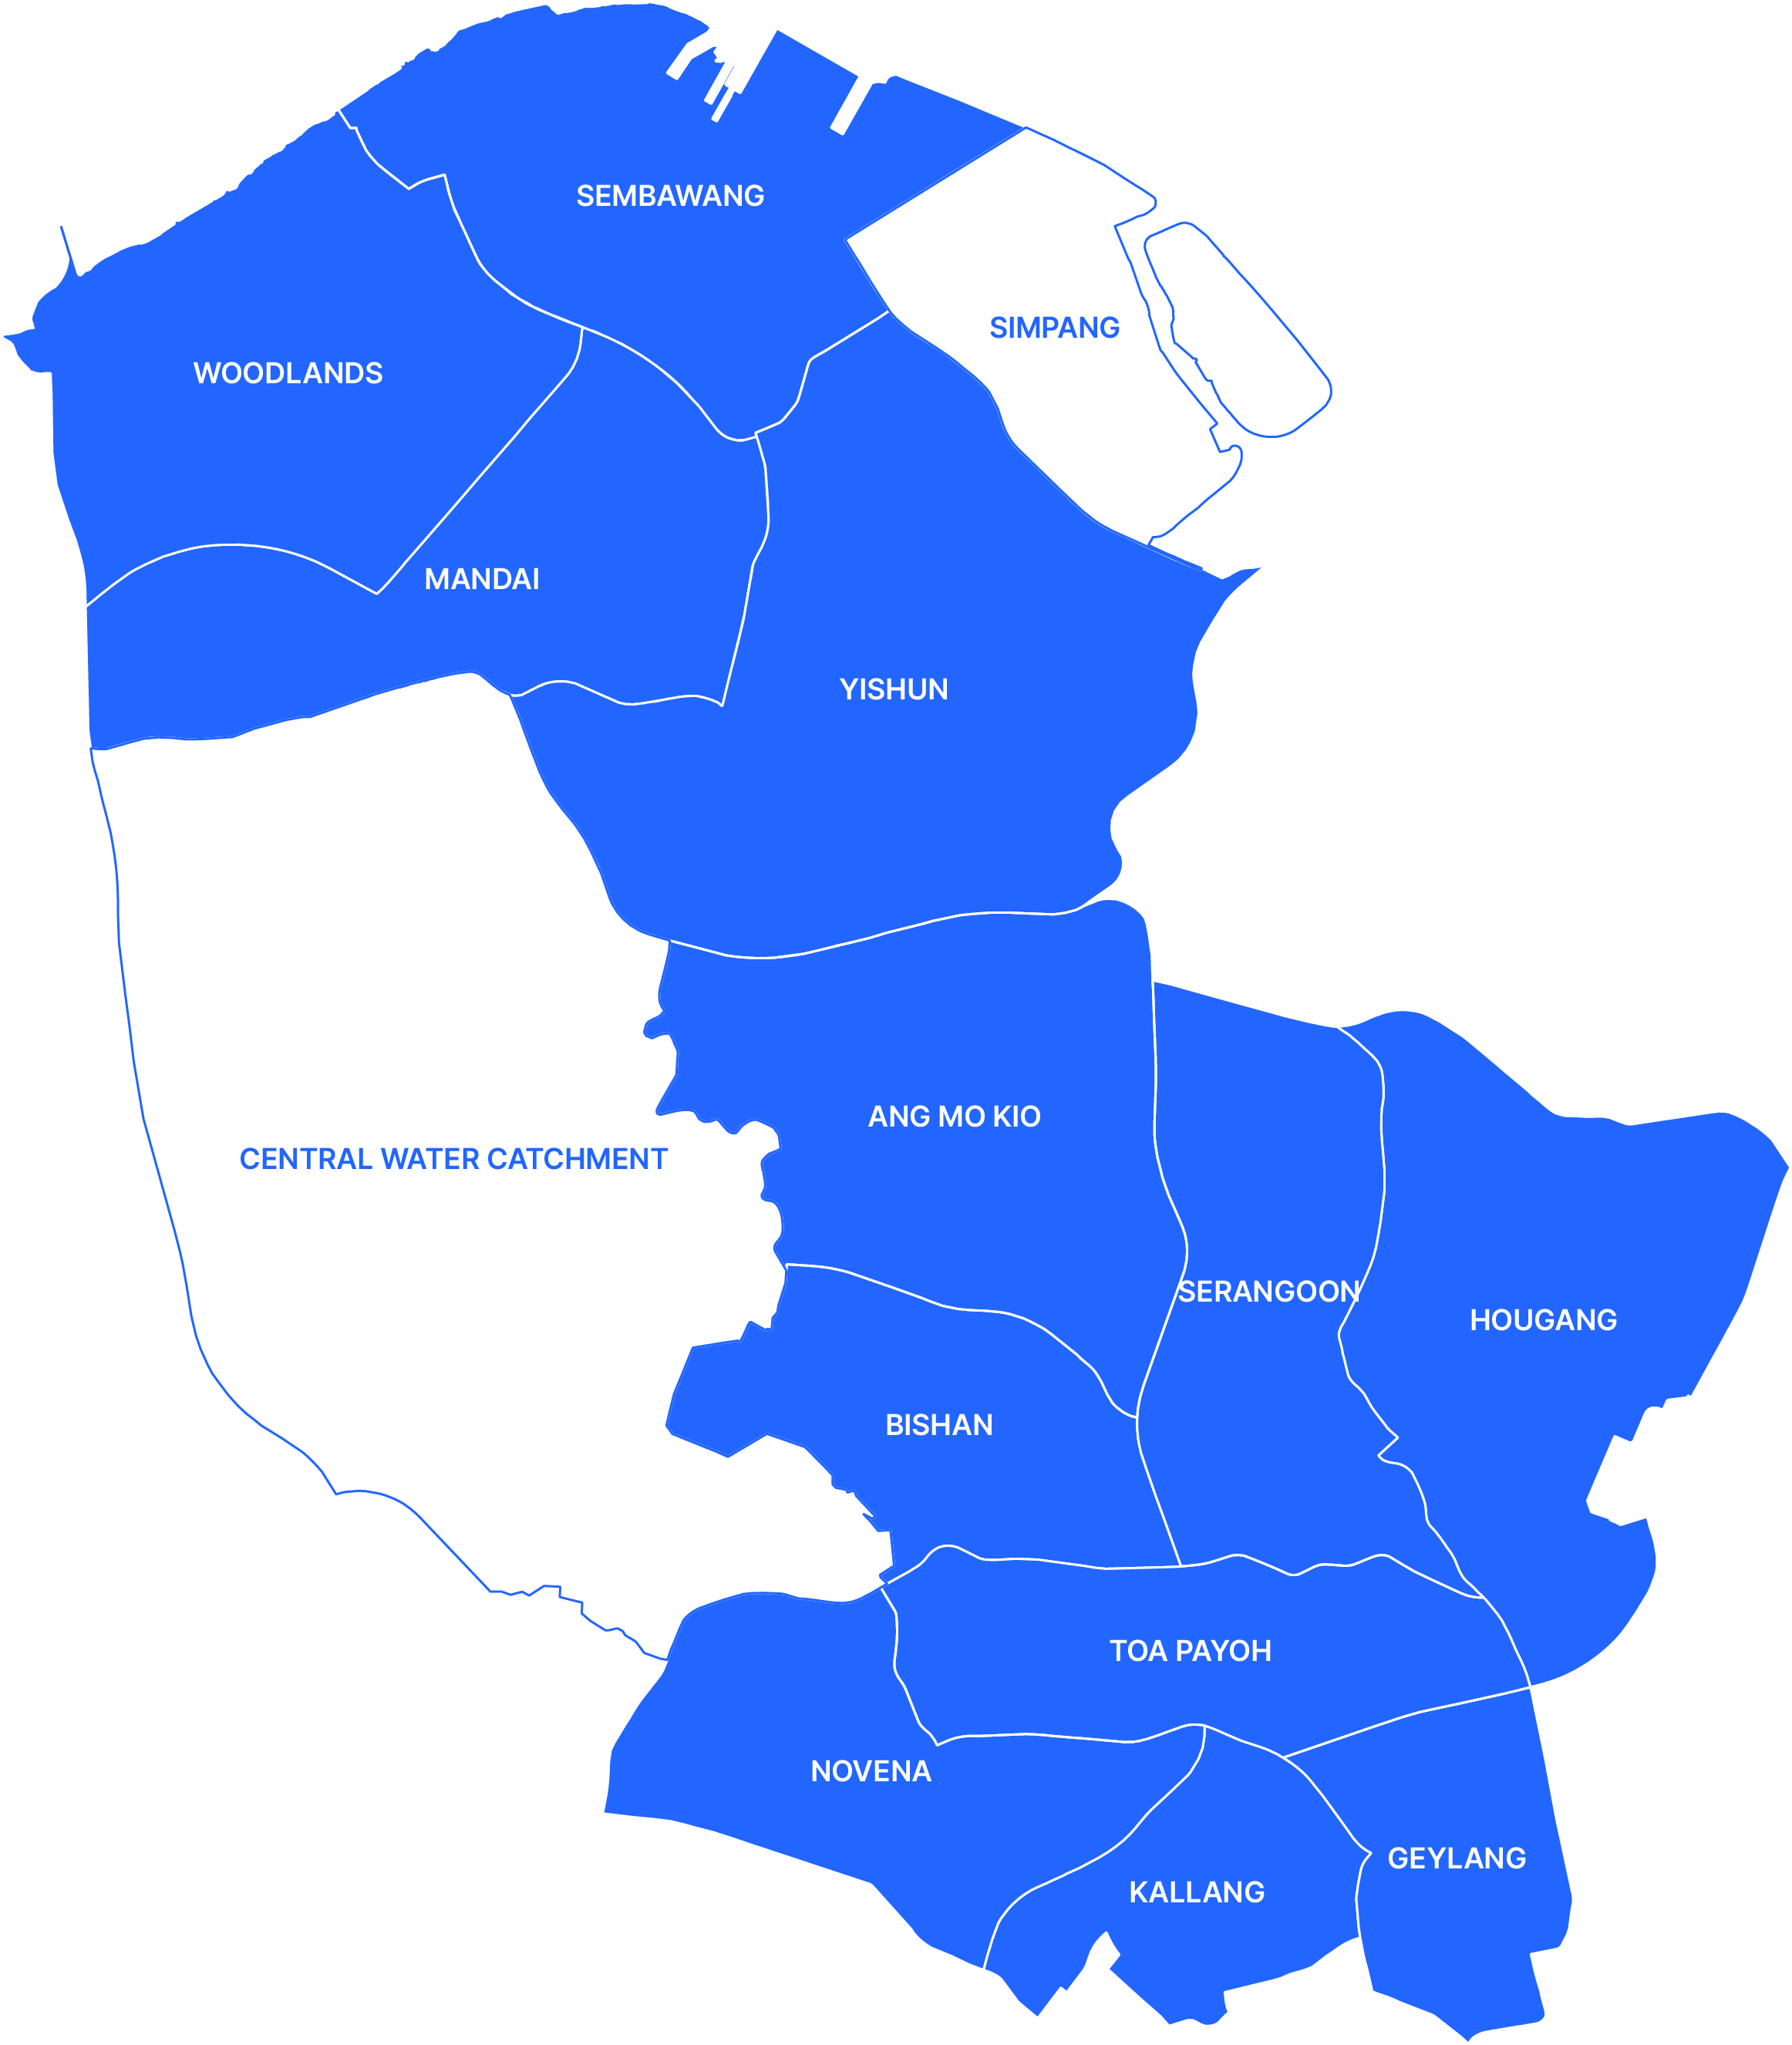 SEMBAWANG
SIMPANG
WOODLANDS
MANDAI
YISHUN
ANG MO KIO
CENTRAL WATER CATCHMENT
SERANGOON
HOUGANG
BISHAN
TOA PAYOH
NOVENA
GEYLANG
KALLANG